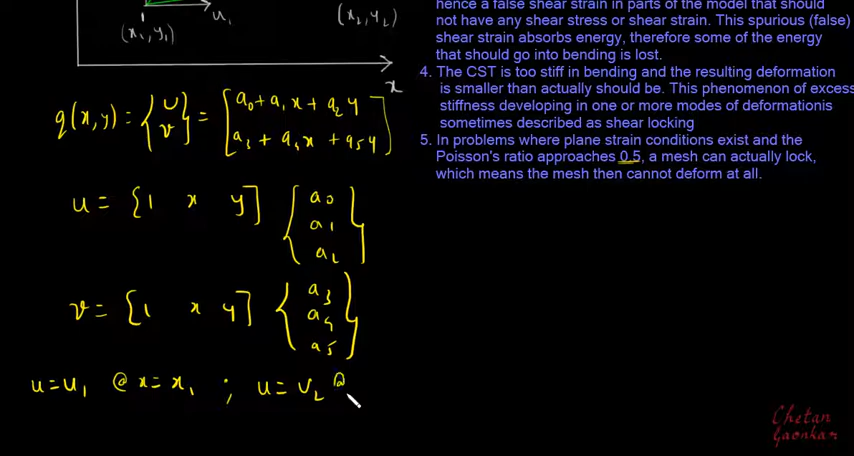 u₁
(x₁, y₁)
(x₂, y₂)
x
q(x,y) = { u v } = [ a₀ + a₁ x + a₂ y
a₃ + a₄ x + a₅ y ]
u = { 1 x y ] { a₀ a₁ a₂ }
v = { 1 x y ] { a₃ a₄ a₅ }
u = u₁ @ x = x₁ ; u = u₂ @
hence a false shear strain in parts of the model that should
not have any shear stress or shear strain. This spurious (false)
shear strain absorbs energy, therefore some of the energy
that should go into bending is lost.
4. The CST is too stiff in bending and the resulting deformation
is smaller than actually should be. This phenomenon of excess
stiffness developing in one or more modes of deformationis
sometimes described as shear locking
5. In problems where plane strain conditions exist and the
Poisson's ratio approaches 0.5, a mesh can actually lock,
which means the mesh then cannot deform at all.
Chetan
Gaonkar